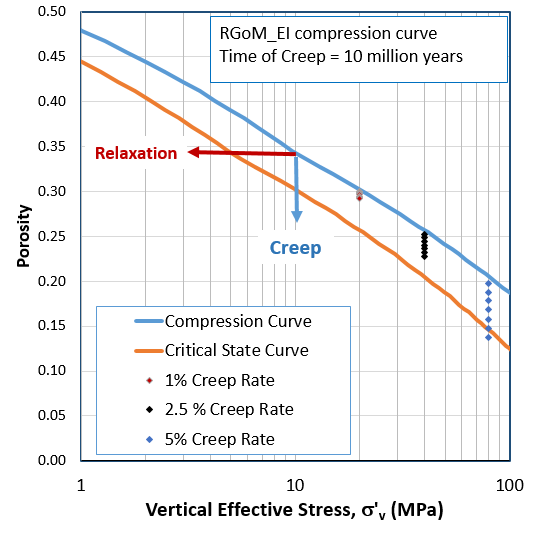 RGoM_EI compression curve
Time of Creep = 10 million years
0.50
0.45
0.40
0.35
0.30
0.25
0.20
0.15
0.10
0.05
0.00
Porosity
Relaxation
Creep
Compression Curve
Critical State Curve
1% Creep Rate
2.5 % Creep Rate
5% Creep Rate
1 10 100
Vertical Effective Stress, σ'v (MPa)